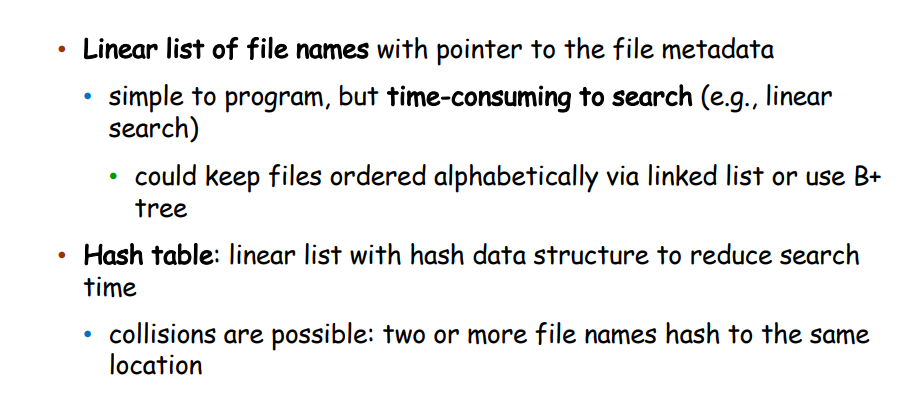 • Linear list of file names with pointer to the file metadata
• simple to program, but time-consuming to search (e.g., linear
search)
• could keep files ordered alphabetically via linked list or use B+
tree
• Hash table: linear list with hash data structure to reduce search
time
• collisions are possible: two or more file names hash to the same
location